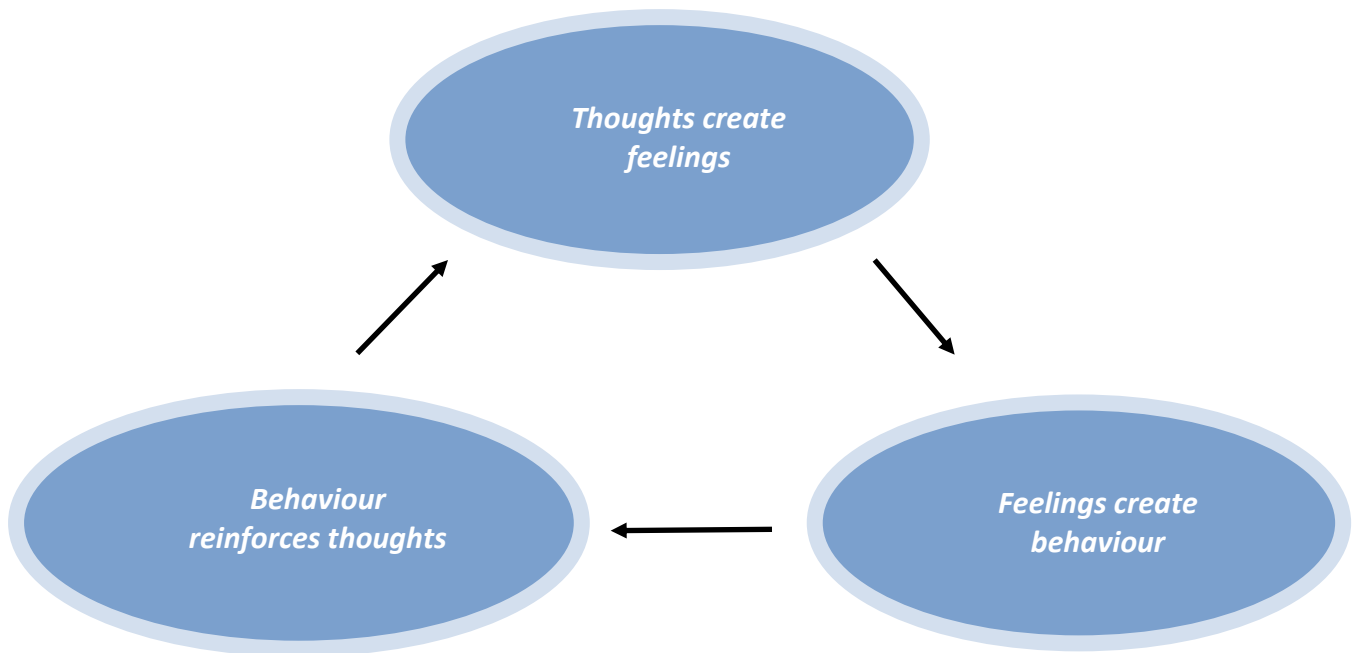 Thoughts create
feelings
Feelings create
behaviour
Behaviour
reinforces thoughts